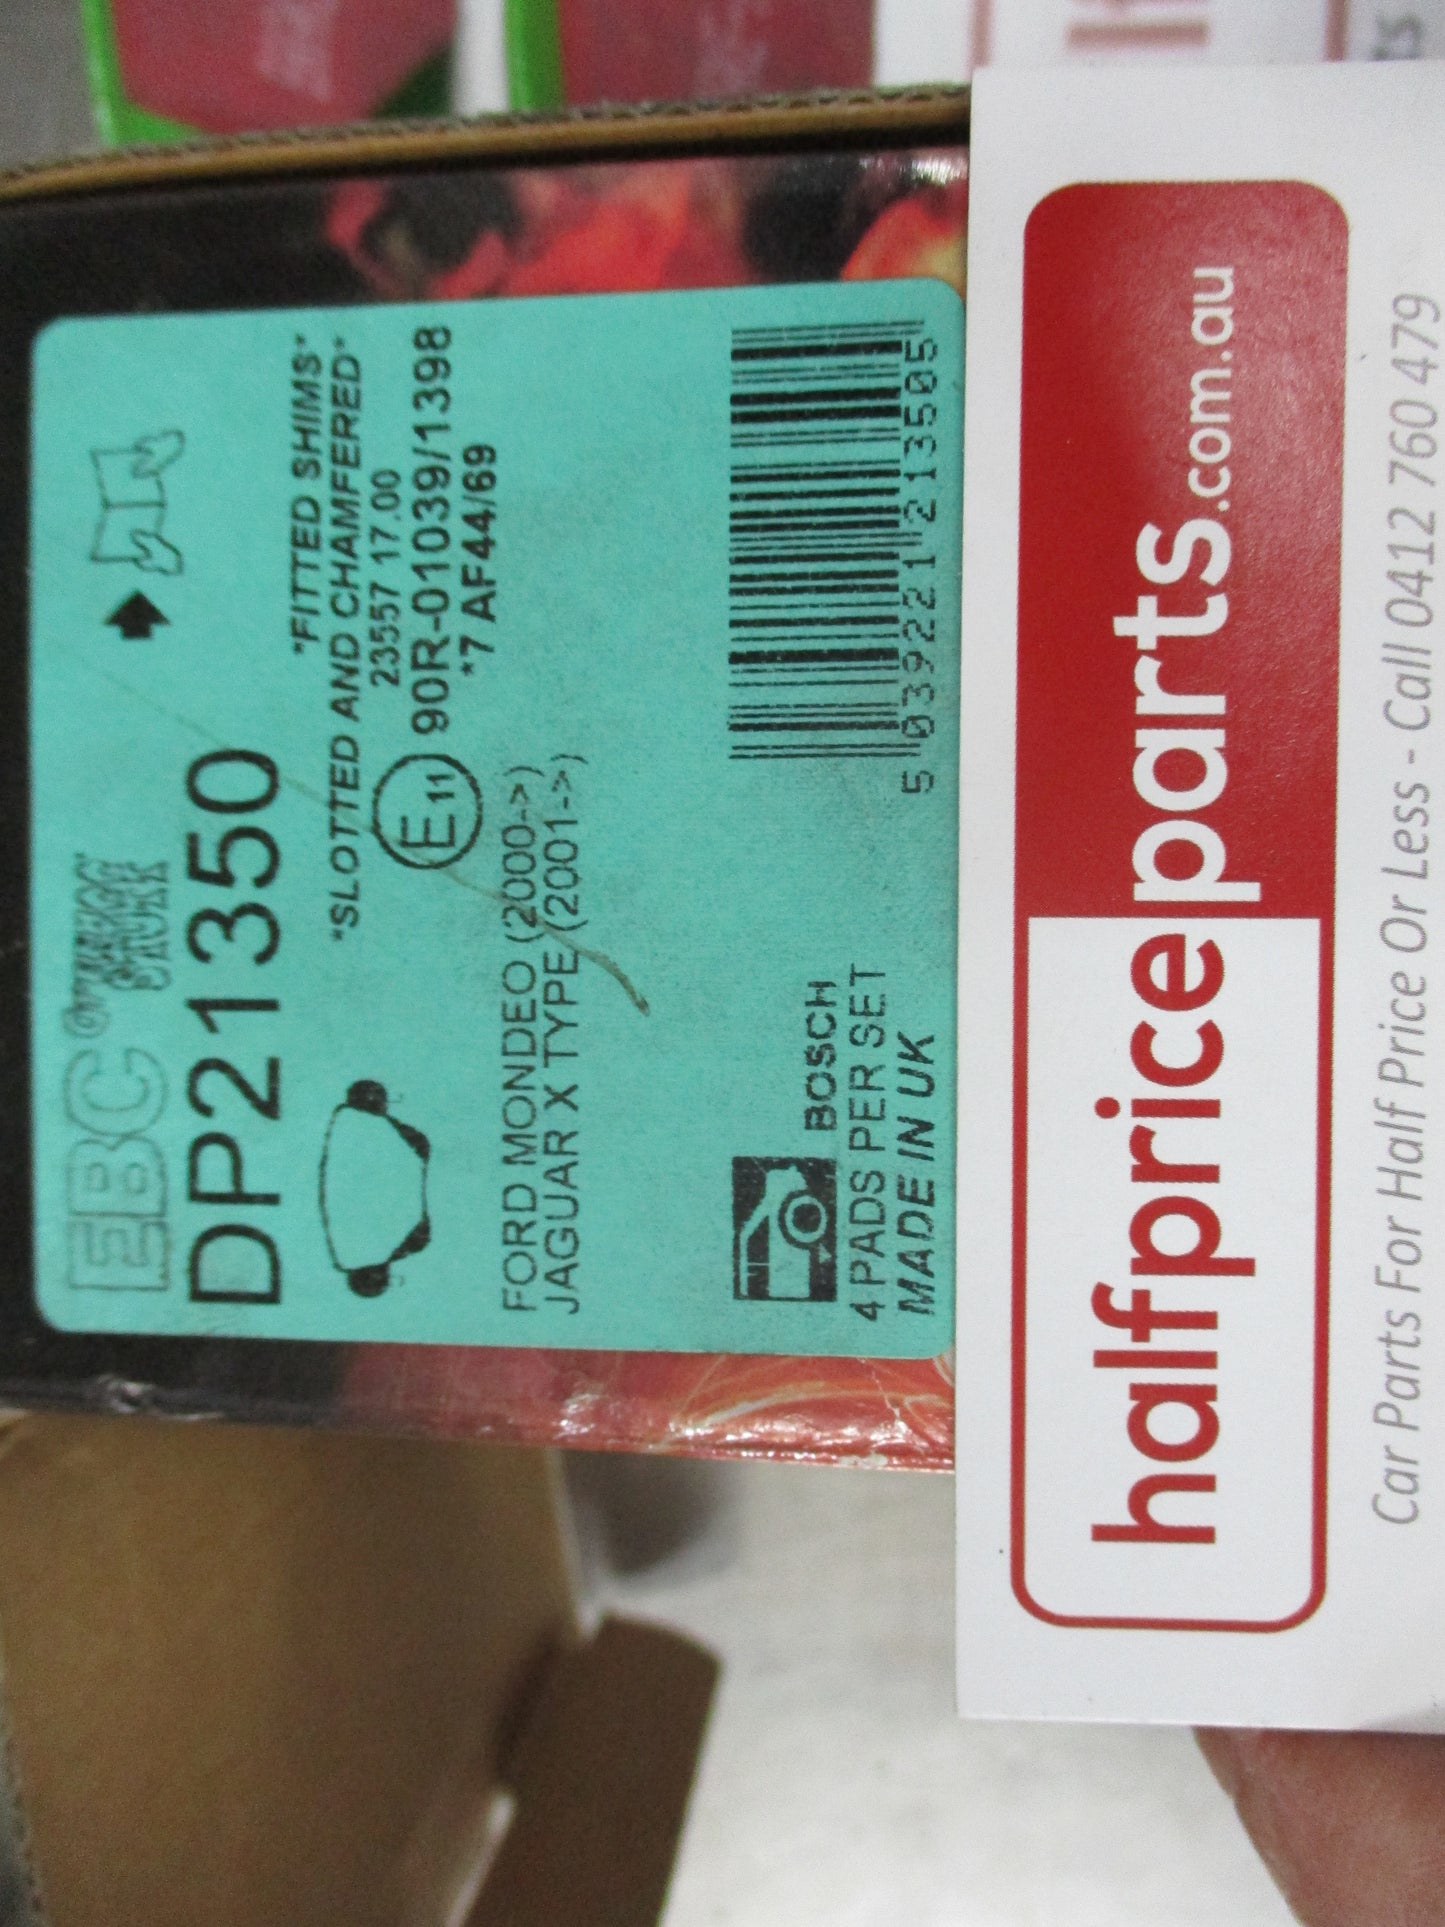 EBC
DP21350
"FITTED SHIMS"
"SLOTTED AND CHAMFERED"
23557 17.00
E11 90R-01039/1398
*7 AF44/69
FORD MONDEO (2000->)
JAGUAR X TYPE (2001->)
BOSCH
4 PADS PER SET
MADE IN UK
5 039221 213505
halfpriceparts.com.au
Car Parts For Half Price Or Less - Call 0412 760 479